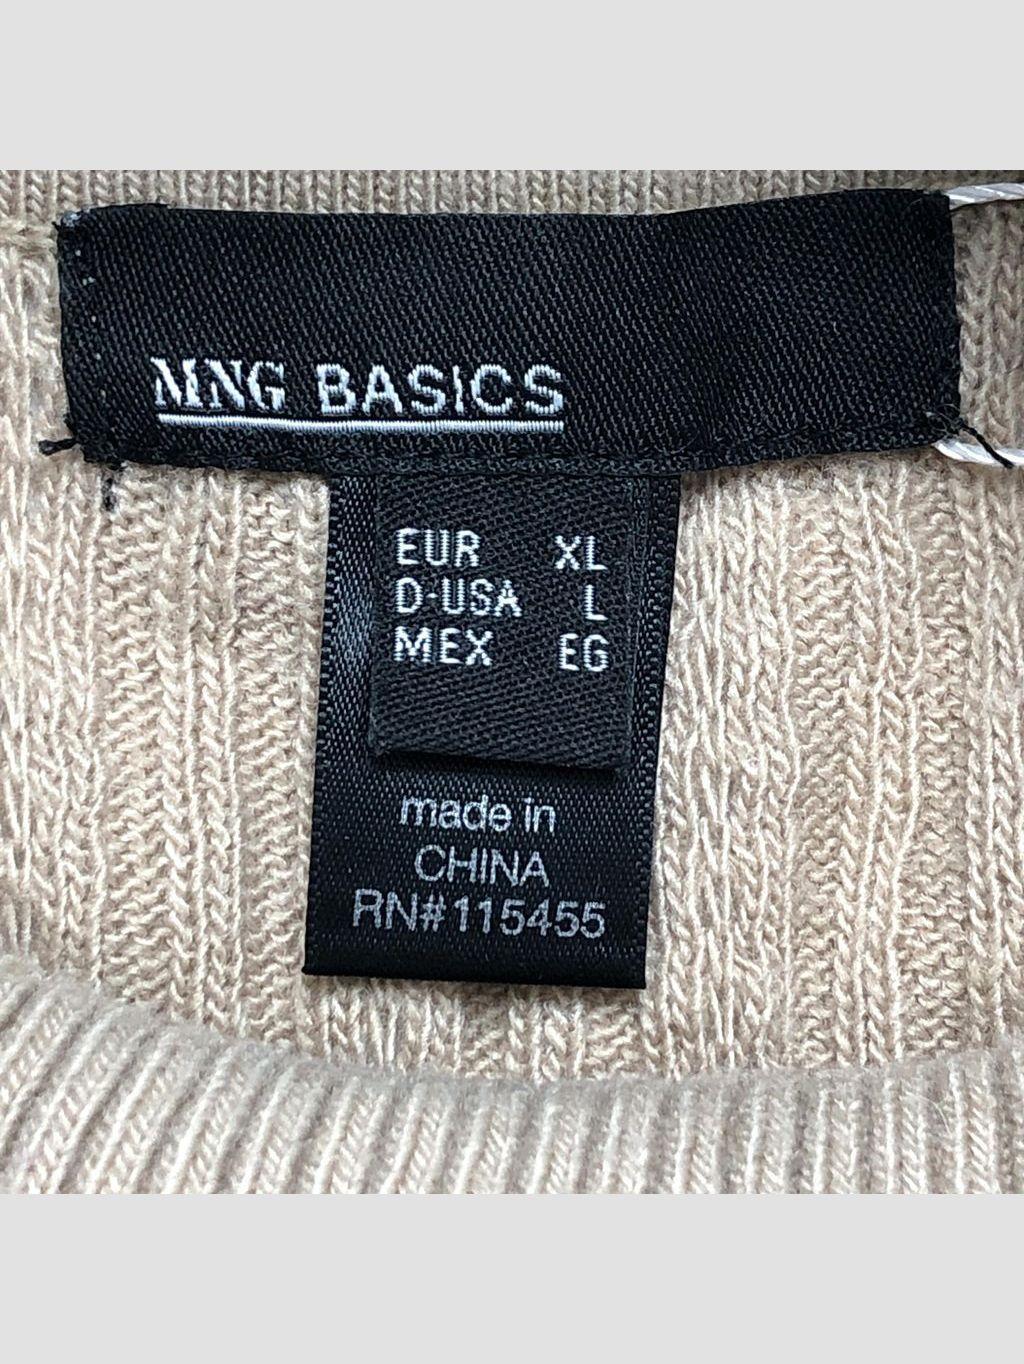 MNG BASICS
EUR XL
D-USA L
MEX EG
made in
CHINA
RN#115455